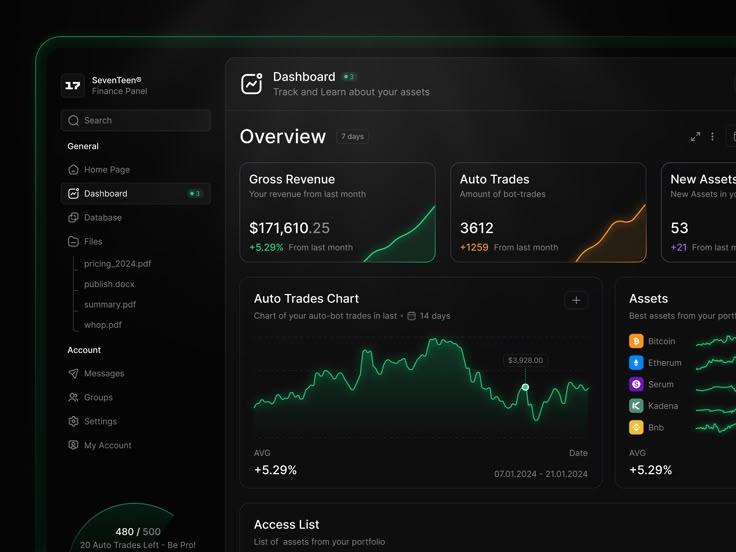 17
SevenTeen®
Finance Panel
Search
General
Home Page
Dashboard 3
Database
Files
pricing_2024.pdf
publish.docx
summary.pdf
whop.pdf
Account
Messages
Groups
Settings
My Account
480 / 500
20 Auto Trades Left - Be Pro!
Dashboard 3
Track and Learn about your assets
Overview 7 days
Gross Revenue
Your revenue from last month
$171,610.25
+5.29% From last month
Auto Trades
Amount of bot-trades
3612
+1259 From last month
New Assets
New Assets in yo
53
+21 From last m
Auto Trades Chart
Chart of your auto-bot trades in last • 14 days
$3,928.00
AVG Date
+5.29% 07.01.2024 - 21.01.2024
Assets
Best assets from your portf
Bitcoin
Etherum
Serum
Kadena
Bnb
AVG
+5.29%
Access List
List of assets from your portfolio